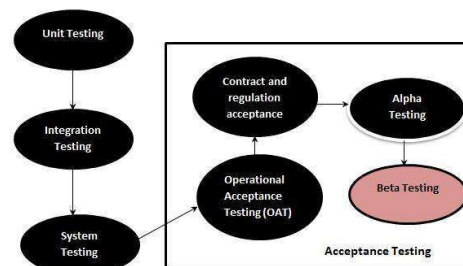 Unit Testing
Integration
Testing
System
Testing
Operational
Acceptance
Testing (OAT)
Contract and
regulation
acceptance
Alpha
Testing
Beta Testing
Acceptance Testing